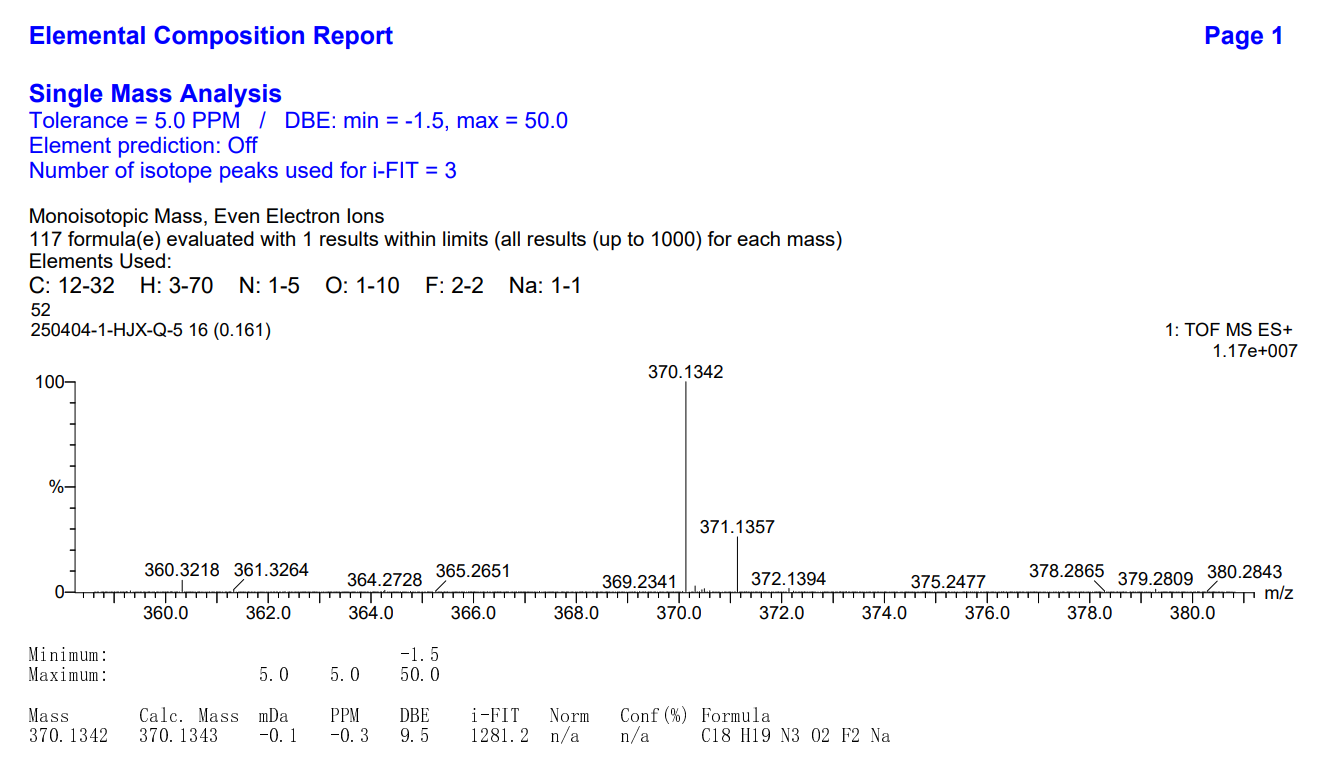 Elemental Composition Report Page 1
Single Mass Analysis
Tolerance = 5.0 PPM / DBE: min = -1.5, max = 50.0
Element prediction: Off
Number of isotope peaks used for i-FIT = 3
Monoisotopic Mass, Even Electron Ions
117 formula(e) evaluated with 1 results within limits (all results (up to 1000) for each mass)
Elements Used:
C: 12-32 H: 3-70 N: 1-5 O: 1-10 F: 2-2 Na: 1-1
52
250404-1-HJX-Q-5 16 (0.161) 1: TOF MS ES+
1.17e+007
370.1342
100
%
371.1357
360.3218 361.3264 364.2728 365.2651 369.2341 372.1394 375.2477 378.2865 379.2809 380.2843
0 m/z
360.0 362.0 364.0 366.0 368.0 370.0 372.0 374.0 376.0 378.0 380.0
Minimum: -1.5
Maximum: 5.0 5.0 50.0
Mass Calc. Mass mDa PPM DBE i-FIT Norm Conf(%) Formula
370.1342 370.1343 -0.1 -0.3 9.5 1281.2 n/a n/a C18 H19 N3 O2 F2 Na